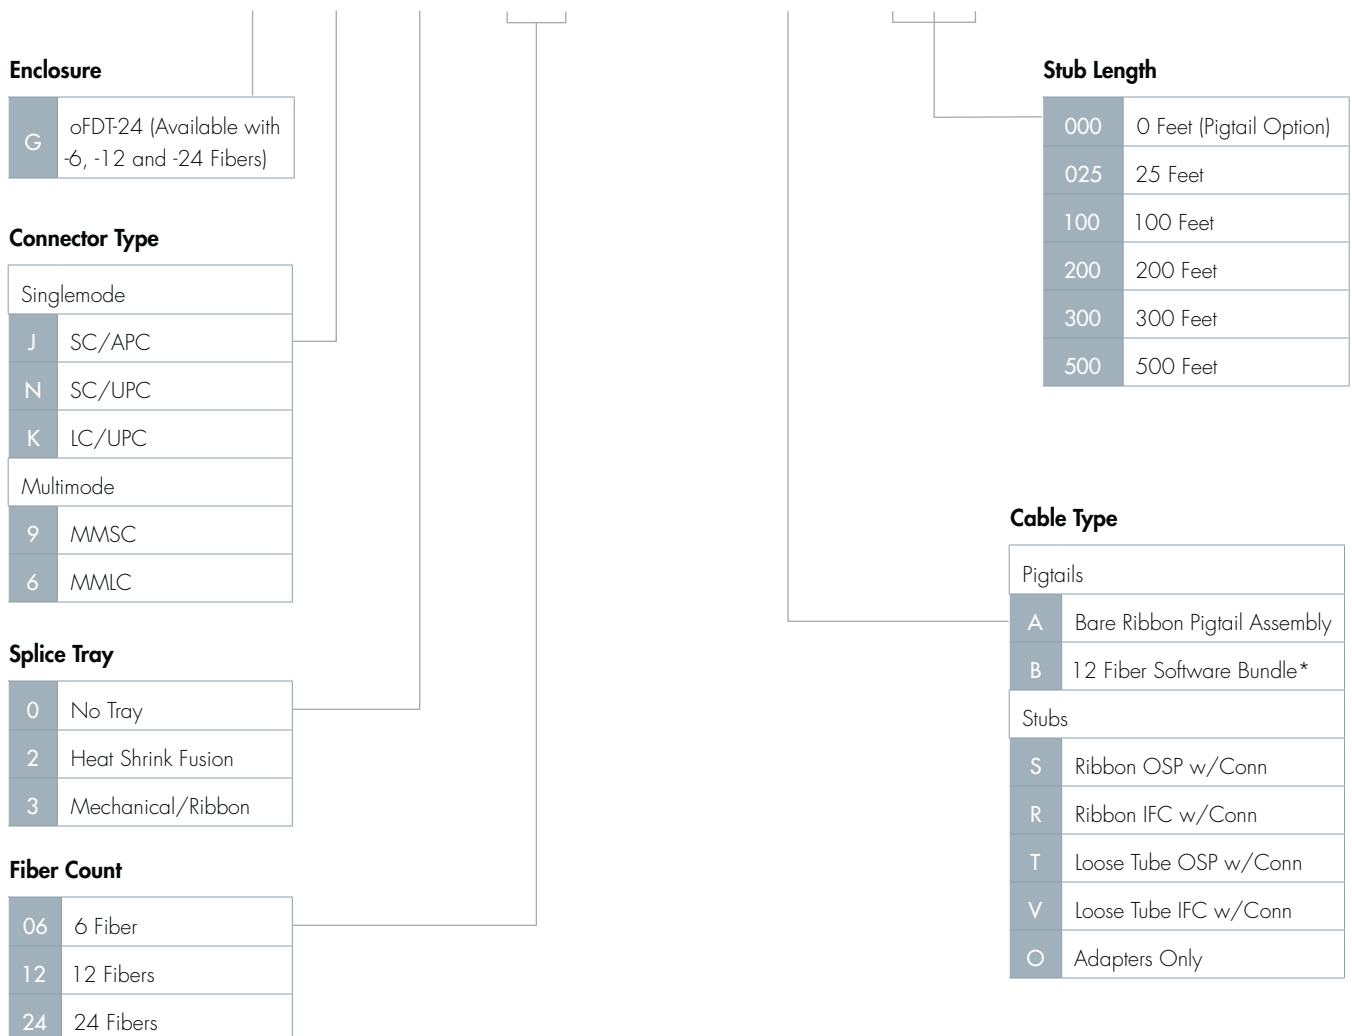 Enclosure
G oFDT-24 (Available with
-6, -12 and -24 Fibers)
Connector Type
Singlemode
J SC/APC
N SC/UPC
K LC/UPC
Multimode
9 MMSC
6 MMLC
Splice Tray
0 No Tray
2 Heat Shrink Fusion
3 Mechanical/Ribbon
Fiber Count
06 6 Fiber
12 12 Fibers
24 24 Fibers
Stub Length
000 0 Feet (Pigtail Option)
025 25 Feet
100 100 Feet
200 200 Feet
300 300 Feet
500 500 Feet
Cable Type
Pigtails
A Bare Ribbon Pigtail Assembly
B 12 Fiber Software Bundle*
Stubs
S Ribbon OSP w/Conn
R Ribbon IFC w/Conn
T Loose Tube OSP w/Conn
V Loose Tube IFC w/Conn
O Adapters Only